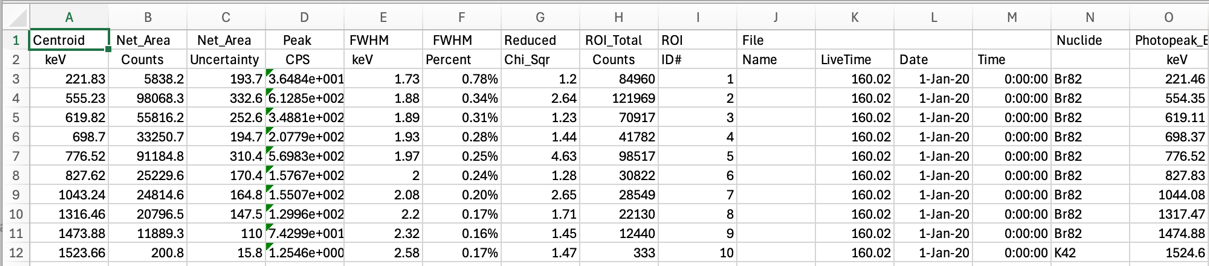 A B C D E F G H I J K L M N O
1 Centroid Net_Area Net_Area Peak FWHM FWHM Reduced ROI_Total ROI File Nuclide Photopeak_E
2 keV Counts Uncertainty CPS keV Percent Chi_Sqr Counts ID# Name LiveTime Date Time keV
3 221.83 5838.2 193.7 3.6484e+001 1.73 0.78% 1.2 84960 1 160.02 1-Jan-20 0:00:00 Br82 221.46
4 555.23 98068.3 332.6 6.1285e+002 1.88 0.34% 2.64 121969 2 160.02 1-Jan-20 0:00:00 Br82 554.35
5 619.82 55816.2 252.6 3.4881e+002 1.89 0.31% 1.23 70917 3 160.02 1-Jan-20 0:00:00 Br82 619.11
6 698.7 33250.7 194.7 2.0779e+002 1.93 0.28% 1.44 41782 4 160.02 1-Jan-20 0:00:00 Br82 698.37
7 776.52 91184.8 310.4 5.6983e+002 1.97 0.25% 4.63 98517 5 160.02 1-Jan-20 0:00:00 Br82 776.52
8 827.62 25229.6 170.4 1.5767e+002 2 0.24% 1.28 30822 6 160.02 1-Jan-20 0:00:00 Br82 827.83
9 1043.24 24814.6 164.8 1.5507e+002 2.08 0.20% 2.65 28549 7 160.02 1-Jan-20 0:00:00 Br82 1044.08
10 1316.46 20796.5 147.5 1.2996e+002 2.2 0.17% 1.71 22130 8 160.02 1-Jan-20 0:00:00 Br82 1317.47
11 1473.88 11889.3 110 7.4299e+001 2.32 0.16% 1.45 12440 9 160.02 1-Jan-20 0:00:00 Br82 1474.88
12 1523.66 200.8 15.8 1.2546e+000 2.58 0.17% 1.47 333 10 160.02 1-Jan-20 0:00:00 K42 1524.6